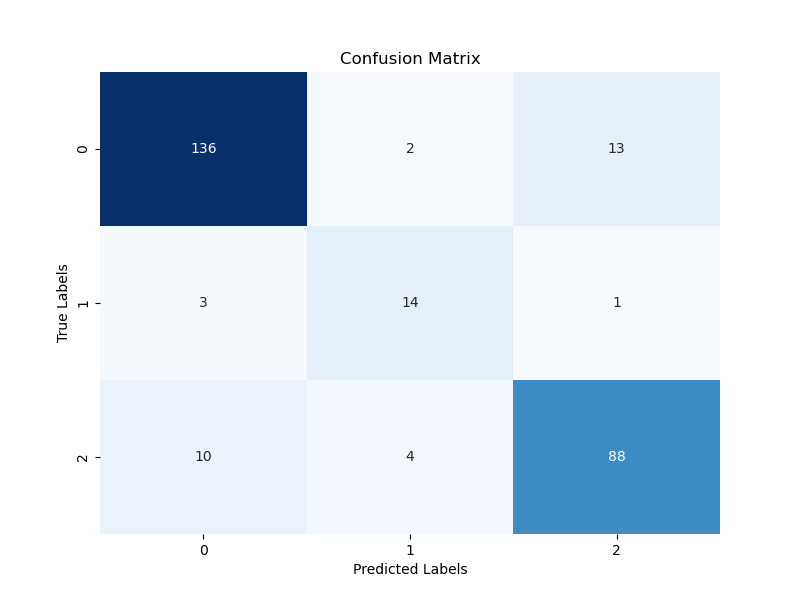 Confusion Matrix
True Labels
0 136 2 13
1 3 14 1
2 10 4 88
0 1 2
Predicted Labels